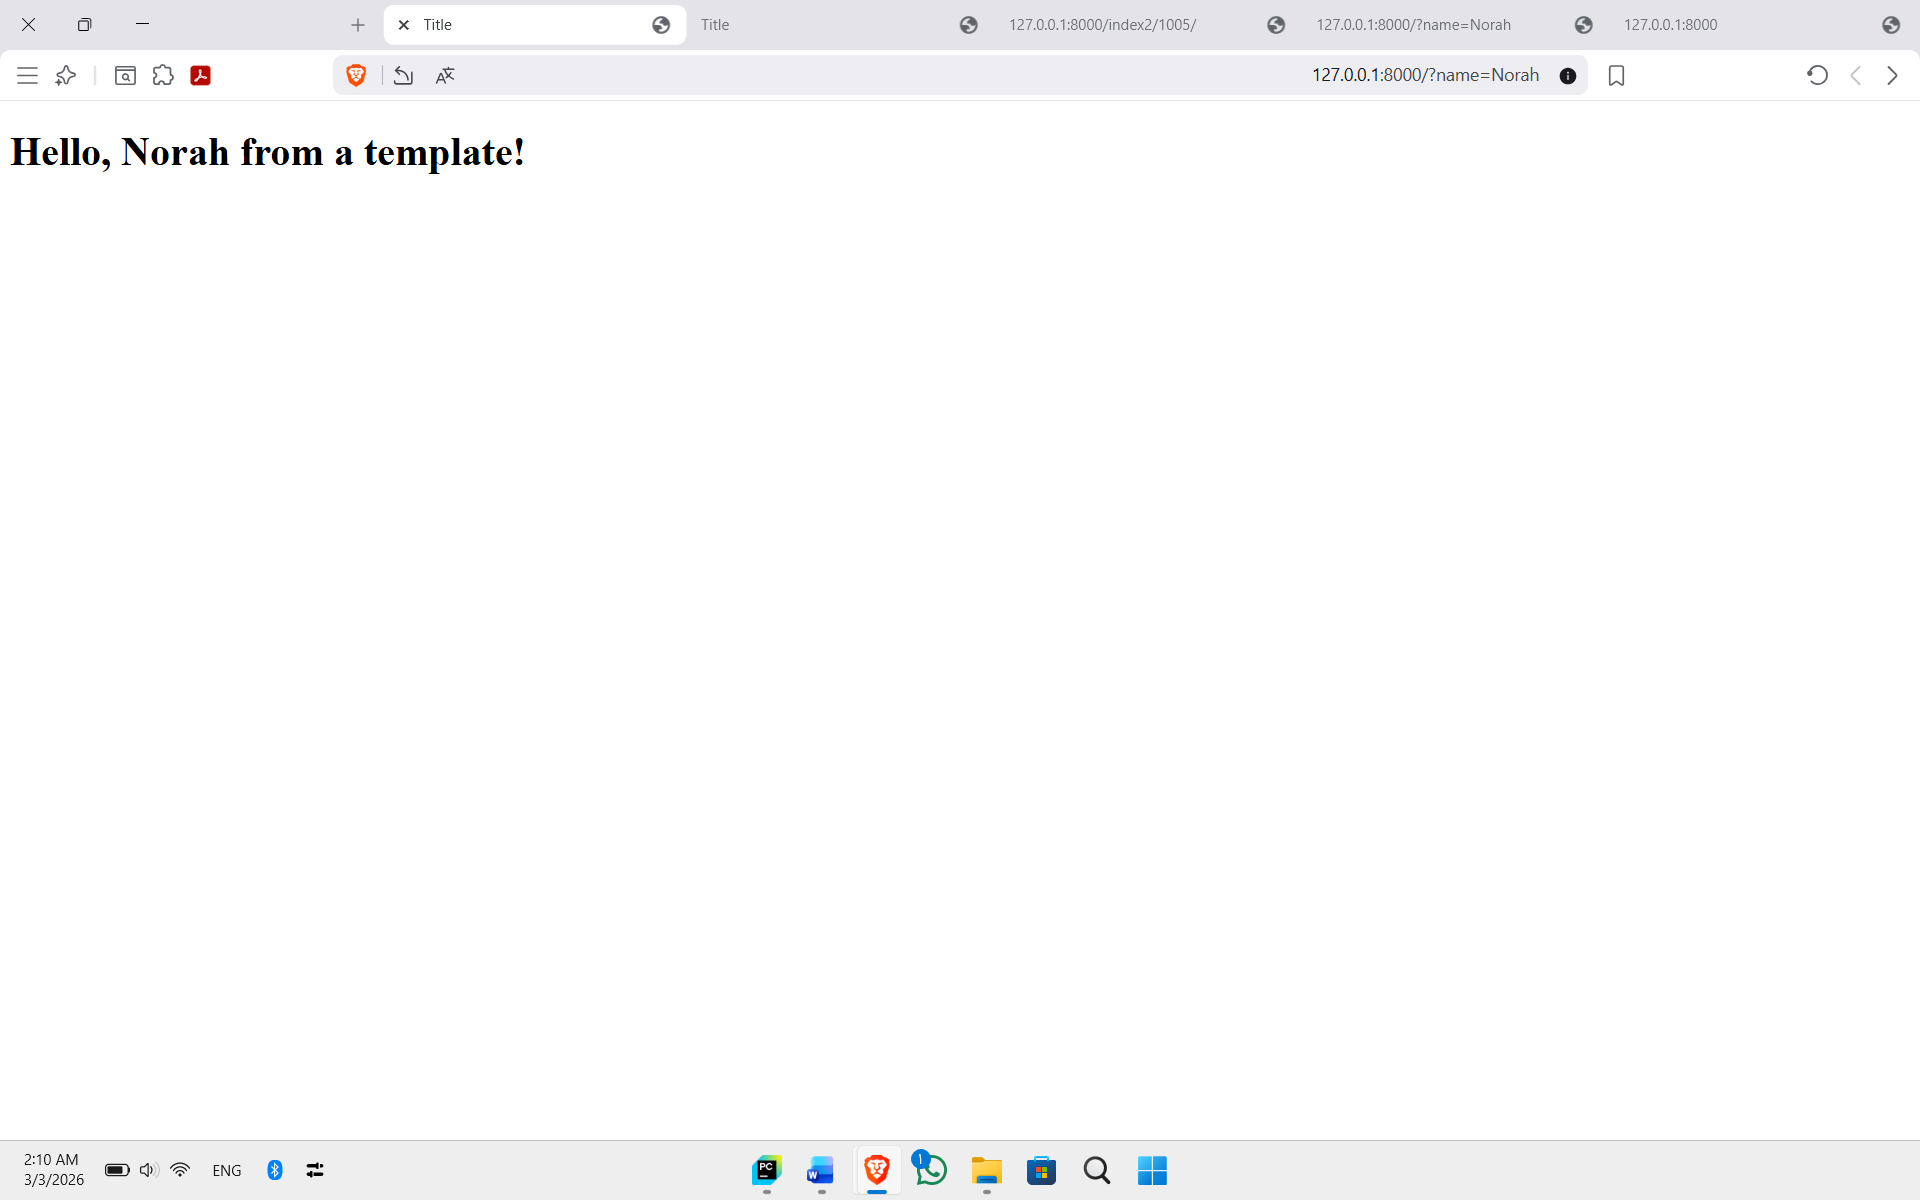 Title
Title
127.0.0.1:8000/index2/1005/
127.0.0.1:8000/?name=Norah
127.0.0.1:8000
127.0.0.1:8000/?name=Norah
Hello, Norah from a template!
2:10 AM
3/3/2026
ENG
PC
W
١